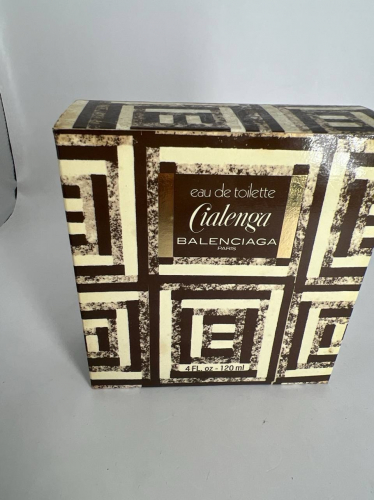 eau de toilette
Cialenga
BALENCIAGA
PARIS
4 FL. oz - 120 ml